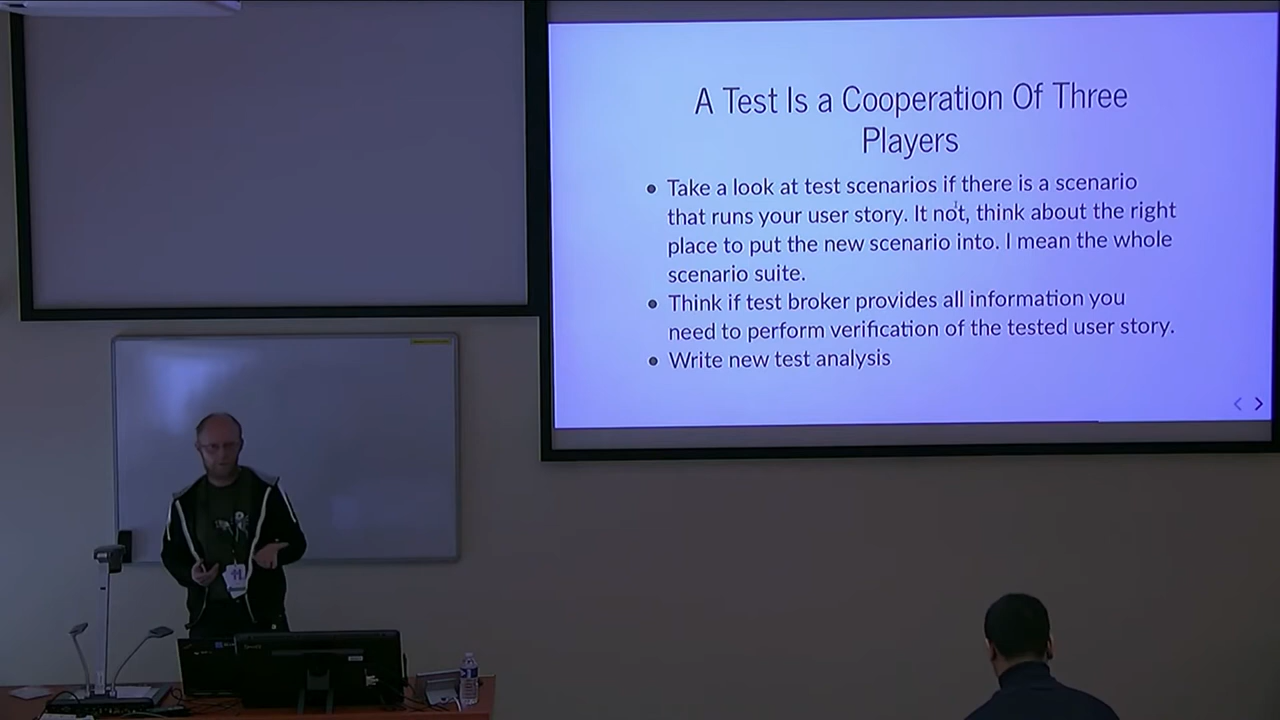 A Test Is a Cooperation Of Three
Players
Take a look at test scenarios if there is a scenario
that runs your user story. It not, think about the right
place to put the new scenario into. I mean the whole
scenario suite.
Think if test broker provides all information you
need to perform verification of the tested user story.
Write new test analysis